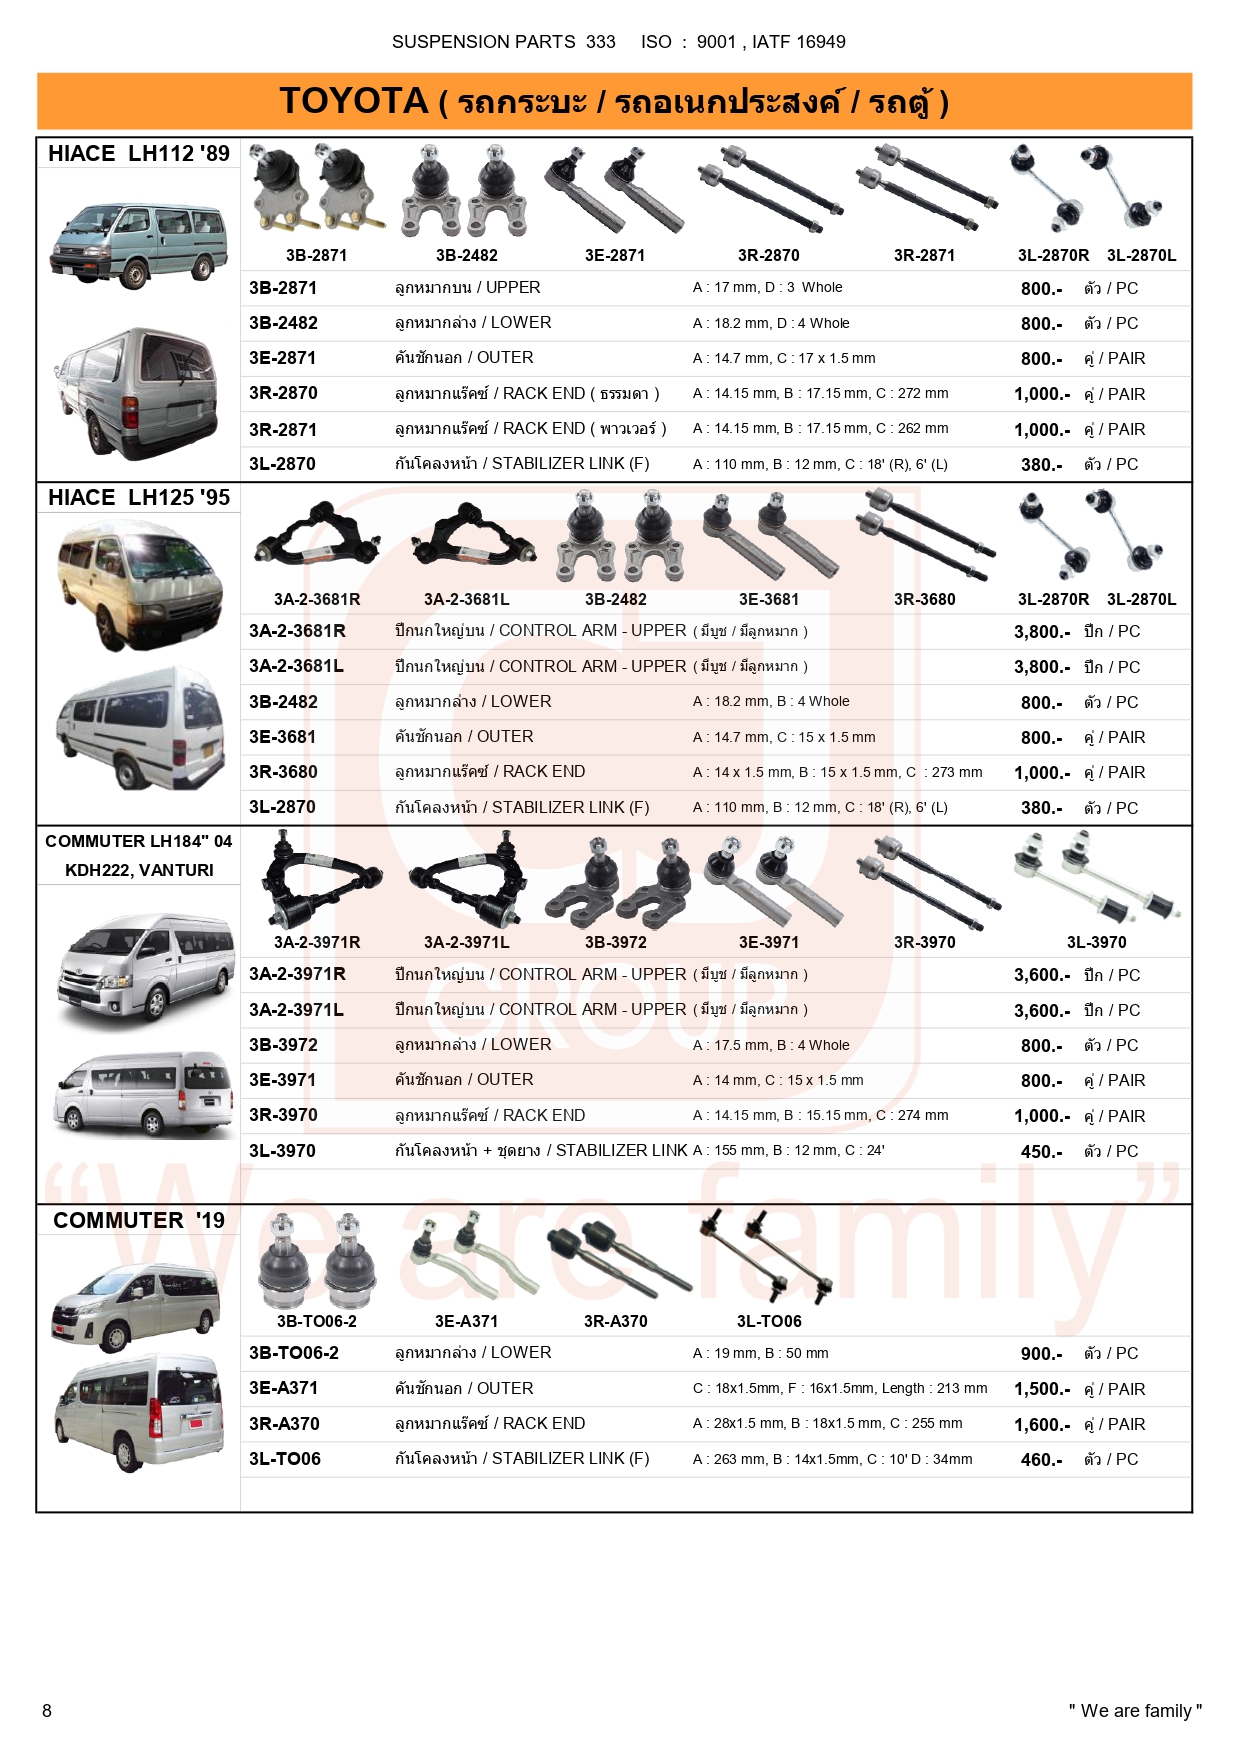 SUSPENSION PARTS  333     ISO  :  9001 , IATF 16949
TOYOTA ( รถกระบะ / รถอเนกประสงค์ / รถตู้ )
HIACE  LH112 '89
3B-2871 3B-2482 3E-2871 3R-2870 3R-2871 3L-2870R 3L-2870L
3B-2871 ลูกหมากบน / UPPER A : 17 mm, D : 3  Whole 800.- ตัว / PC
3B-2482 ลูกหมากล่าง / LOWER A : 18.2 mm, D : 4 Whole 800.- ตัว / PC
3E-2871 คันชักนอก / OUTER A : 14.7 mm, C : 17 x 1.5 mm 800.- คู่ / PAIR
3R-2870 ลูกหมากแร๊คซ์ / RACK END ( ธรรมดา ) A : 14.15 mm, B : 17.15 mm, C : 272 mm 1,000.- คู่ / PAIR
3R-2871 ลูกหมากแร๊คซ์ / RACK END ( พาวเวอร์ ) A : 14.15 mm, B : 17.15 mm, C : 262 mm 1,000.- คู่ / PAIR
3L-2870 กันโคลงหน้า / STABILIZER LINK (F) A : 110 mm, B : 12 mm, C : 18' (R), 6' (L) 380.- ตัว / PC
HIACE  LH125 '95
3A-2-3681R 3A-2-3681L 3B-2482 3E-3681 3R-3680 3L-2870R 3L-2870L
3A-2-3681R ปีกนกใหญ่บน / CONTROL ARM - UPPER ( มีบูช / มีลูกหมาก ) 3,800.- ปีก / PC
3A-2-3681L ปีกนกใหญ่บน / CONTROL ARM - UPPER ( มีบูช / มีลูกหมาก ) 3,800.- ปีก / PC
3B-2482 ลูกหมากล่าง / LOWER A : 18.2 mm, B : 4 Whole 800.- ตัว / PC
3E-3681 คันชักนอก / OUTER A : 14.7 mm, C : 15 x 1.5 mm 800.- คู่ / PAIR
3R-3680 ลูกหมากแร๊คซ์ / RACK END A : 14 x 1.5 mm, B : 15 x 1.5 mm, C  : 273 mm 1,000.- คู่ / PAIR
3L-2870 กันโคลงหน้า / STABILIZER LINK (F) A : 110 mm, B : 12 mm, C : 18' (R), 6' (L) 380.- ตัว / PC
COMMUTER LH184" 04
KDH222, VANTURI
3A-2-3971R 3A-2-3971L 3B-3972 3E-3971 3R-3970 3L-3970
3A-2-3971R ปีกนกใหญ่บน / CONTROL ARM - UPPER ( มีบูช / มีลูกหมาก ) 3,600.- ปีก / PC
3A-2-3971L ปีกนกใหญ่บน / CONTROL ARM - UPPER ( มีบูช / มีลูกหมาก ) 3,600.- ปีก / PC
3B-3972 ลูกหมากล่าง / LOWER A : 17.5 mm, B : 4 Whole 800.- ตัว / PC
3E-3971 คันชักนอก / OUTER A : 14 mm, C : 15 x 1.5 mm 800.- คู่ / PAIR
3R-3970 ลูกหมากแร๊คซ์ / RACK END A : 14.15 mm, B : 15.15 mm, C : 274 mm 1,000.- คู่ / PAIR
3L-3970 กันโคลงหน้า + ชุดยาง / STABILIZER LINK A : 155 mm, B : 12 mm, C : 24' 450.- ตัว / PC
GROUP
“We are family”
COMMUTER  '19
3B-TO06-2 3E-A371 3R-A370 3L-TO06
3B-TO06-2 ลูกหมากล่าง / LOWER A : 19 mm, B : 50 mm 900.- ตัว / PC
3E-A371 คันชักนอก / OUTER C : 18x1.5mm, F : 16x1.5mm, Length : 213 mm 1,500.- คู่ / PAIR
3R-A370 ลูกหมากแร๊คซ์ / RACK END A : 28x1.5 mm, B : 18x1.5 mm, C : 255 mm 1,600.- คู่ / PAIR
3L-TO06 กันโคลงหน้า / STABILIZER LINK (F) A : 263 mm, B : 14x1.5mm, C : 10' D : 34mm 460.- ตัว / PC
8 " We are family "